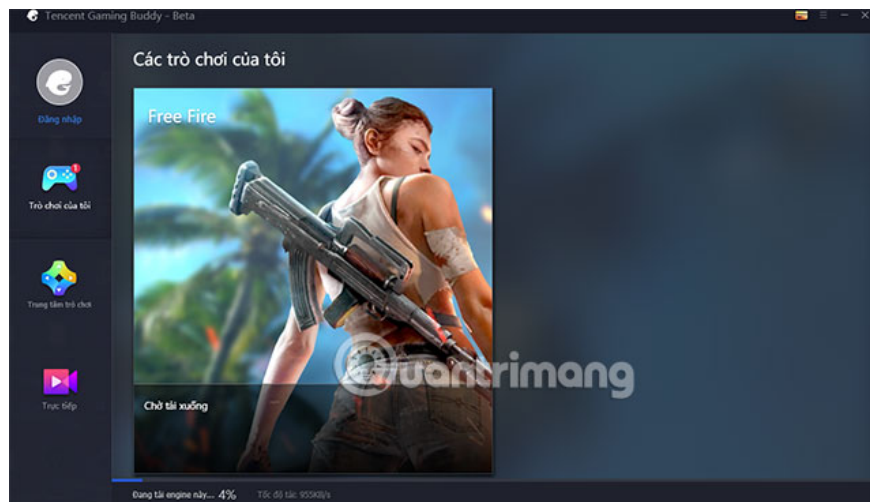 Tencent Gaming Buddy - Beta
Các trò chơi của tôi
Đăng nhập
Free Fire
1
Trò chơi của tôi
Trung tâm trò chơi
Quantrimang
Trực tiếp
Chờ tải xuống
Đang tải engine này... 4% Tốc độ tải: 955KB/s